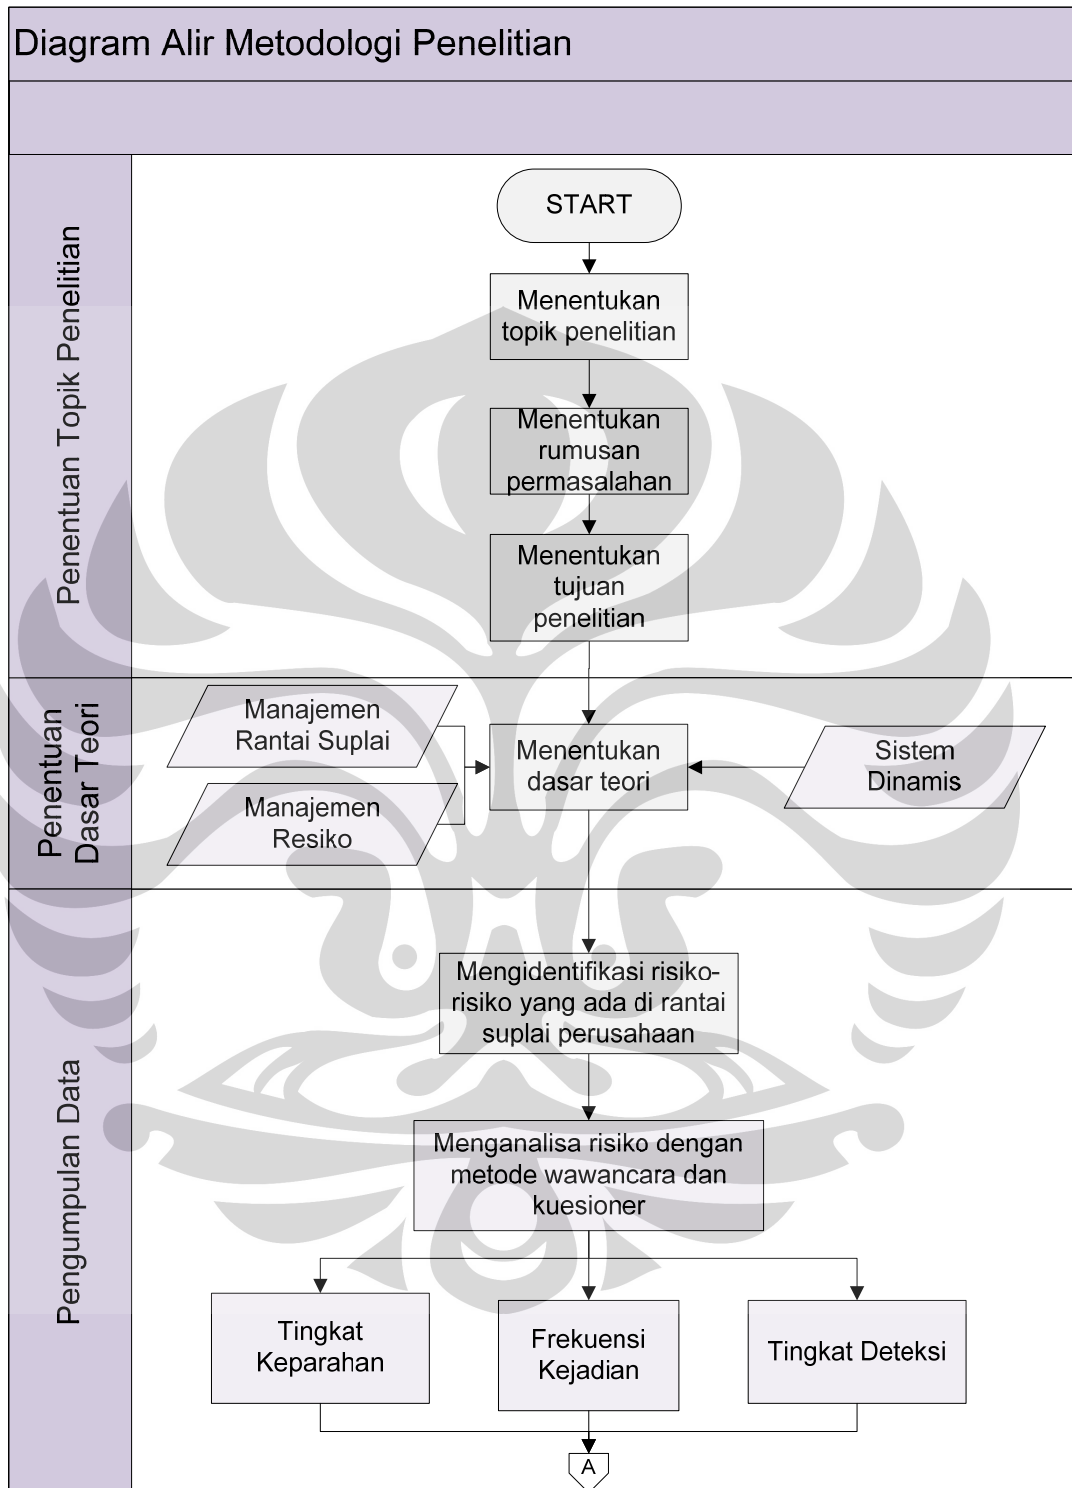 Diagram Alir Metodologi Penelitian
Penentuan Topik Penelitian
START
Menentukan
topik penelitian
Menentukan
rumusan
permasalahan
Menentukan
tujuan
penelitian
Penentuan
Dasar Teori
Manajemen
Rantai Suplai
Manajemen
Resiko
Menentukan
dasar teori
Sistem
Dinamis
Pengumpulan Data
Mengidentifikasi risiko-
risiko yang ada di rantai
suplai perusahaan
Menganalisa risiko dengan
metode wawancara dan
kuesioner
Tingkat
Keparahan
Frekuensi
Kejadian
Tingkat Deteksi
A